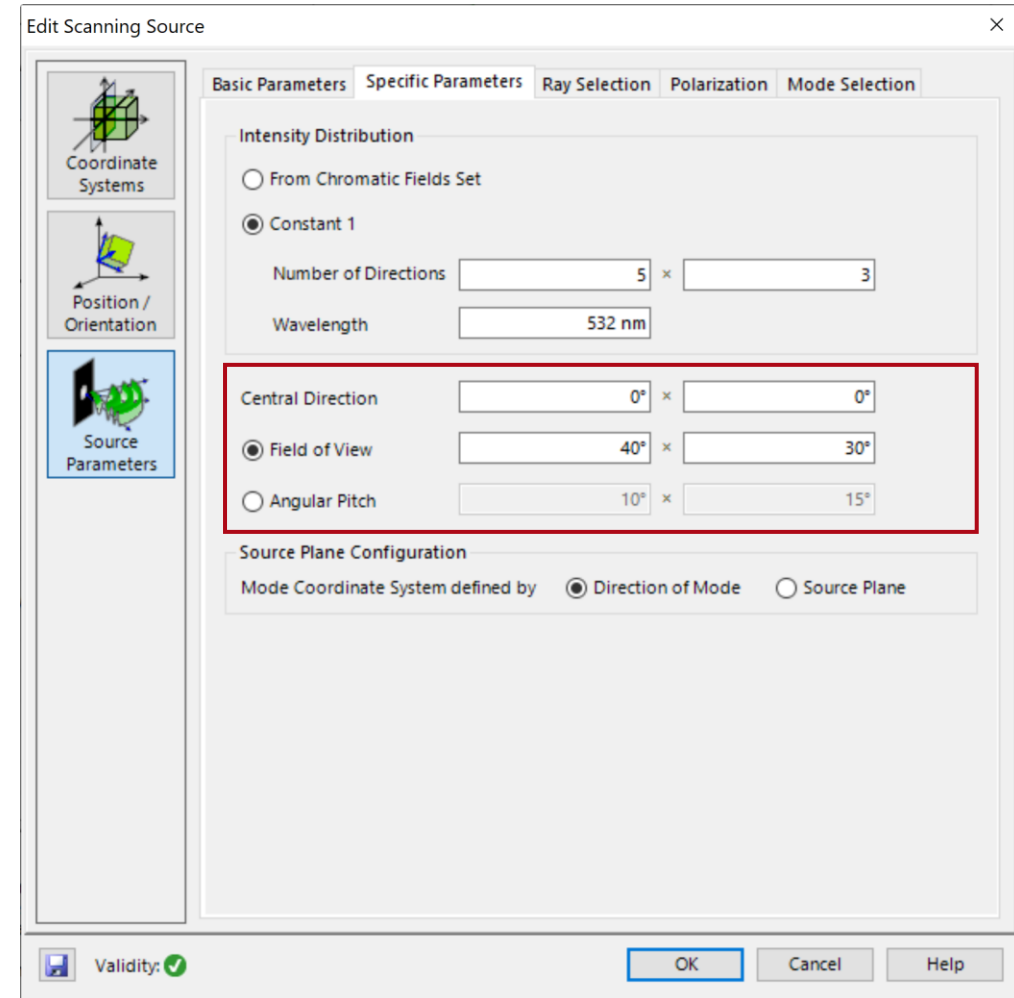 Edit Scanning Source
Coordinate
Systems
Position /
Orientation
Source
Parameters
Basic Parameters Specific Parameters Ray Selection Polarization Mode Selection
Intensity Distribution
From Chromatic Fields Set
Constant 1
Number of Directions 5 × 3
Wavelength 532 nm
Central Direction 0° × 0°
Field of View 40° × 30°
Angular Pitch 10° × 15°
Source Plane Configuration
Mode Coordinate System defined by Direction of Mode Source Plane
Validity: OK Cancel Help